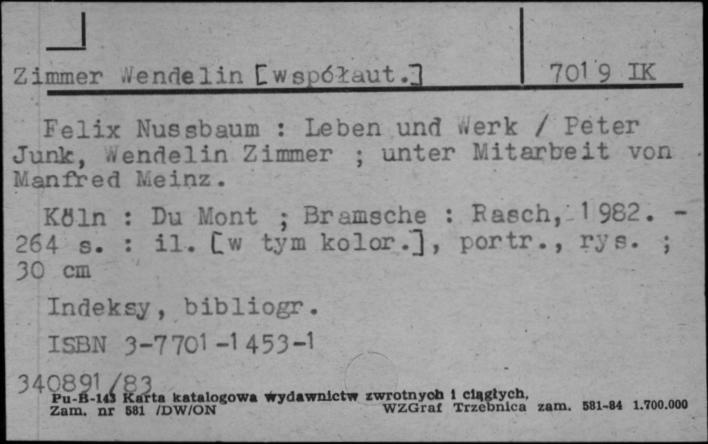 Zimmer Wendelin [współaut.] 7019 IK
Felix Nussbaum : Leben und Werk / Peter
Junk, Wendelin Zimmer ; unter Mitarbeit von
Manfred Meinz.
Köln : Du Mont ; Bramsche : Rasch, 1982. -
264 s. : il. [w tym kolor.], portr., rys. ;
30 cm
Indeksy, bibliogr.
ISBN 3-7701-1453-1
340891/83
Pu-B-143 Karta katalogowa wydawnictw zwrotnych i ciągłych,
Zam. nr 581 /DW/ON WZGraf Trzebnica zam. 581-84 1.700.000